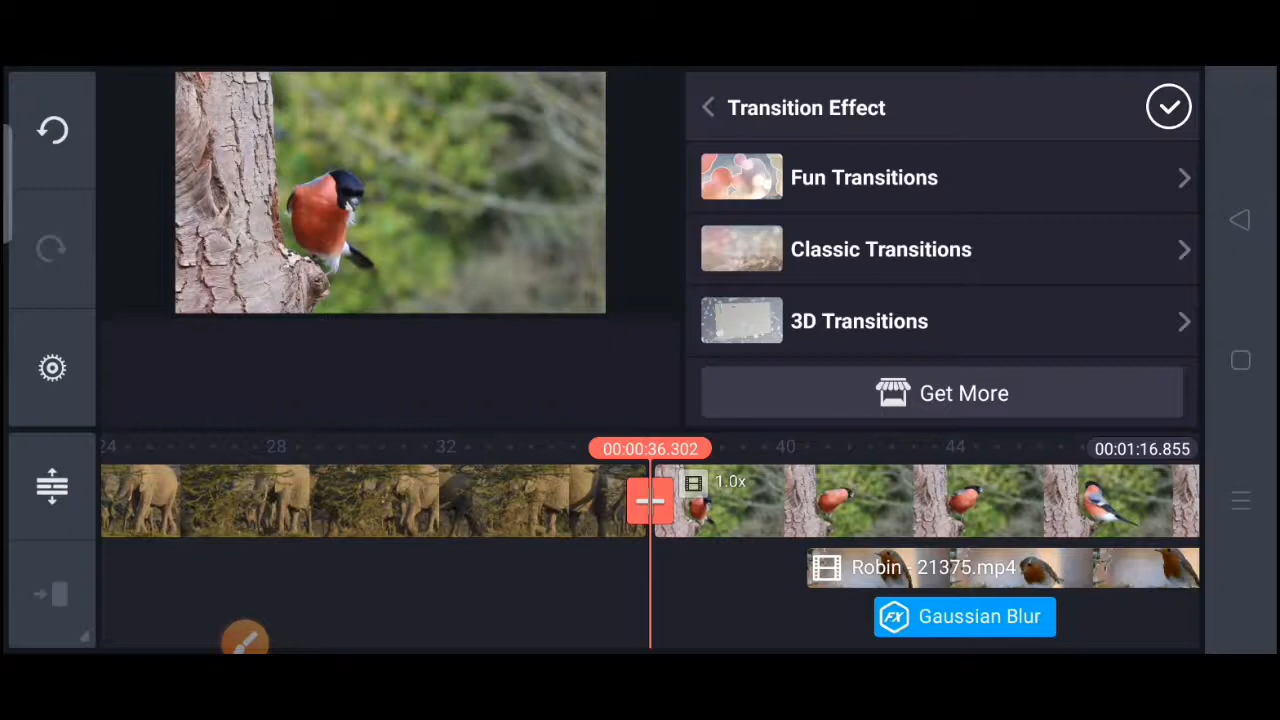 Transition Effect
Fun Transitions
Classic Transitions
3D Transitions
Get More
24 28 32 00:00:36.302 40 44 00:01:16.855
1.0x
Robin - 21375.mp4
FX Gaussian Blur